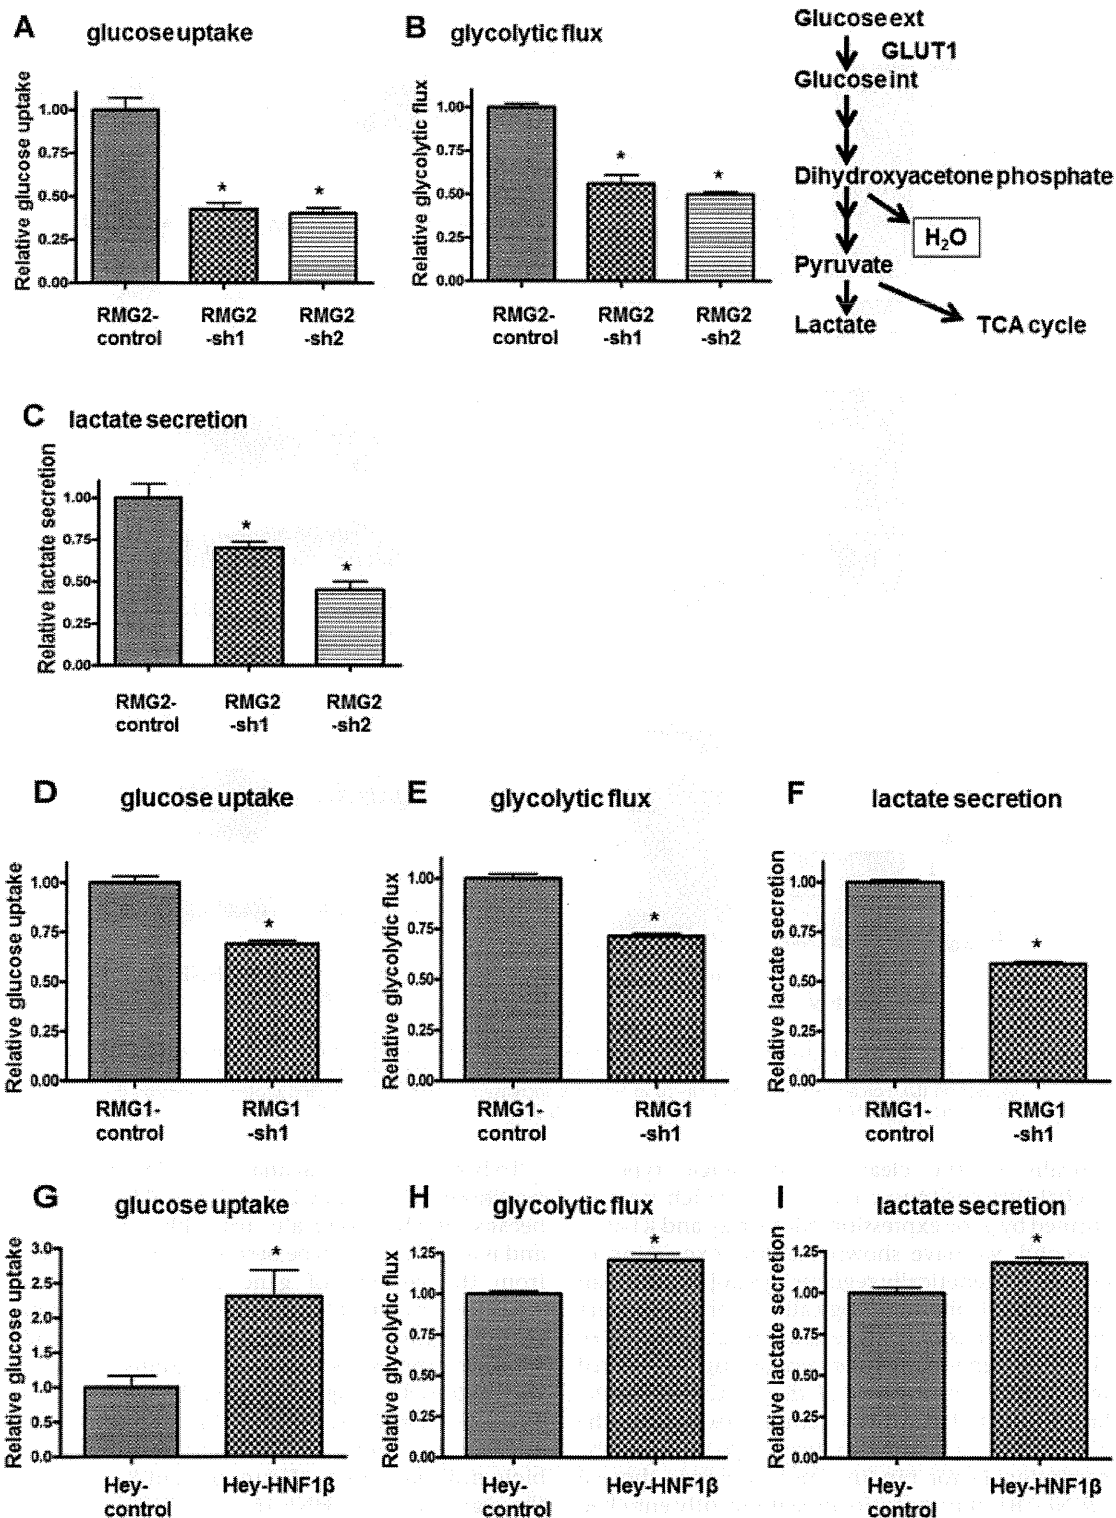 A glucose uptake
Relative glucose uptake
1.00
0.75
0.50
0.25
0.00
*
*
RMG2-
control
RMG2
-sh1
RMG2
-sh2
B glycolytic flux
Relative glycolytic flux
1.00
0.75
0.50
0.25
0.00
*
*
RMG2-
control
RMG2
-sh1
RMG2
-sh2
Glucose ext
GLUT1
Glucose int
Dihydroxyacetone phosphate
H₂O
Pyruvate
Lactate
TCA cycle
C lactate secretion
Relative lactate secretion
1.00
0.75
0.50
0.25
0.00
*
*
RMG2-
control
RMG2
-sh1
RMG2
-sh2
D glucose uptake
Relative glucose uptake
1.00
0.75
0.50
0.25
0.00
*
RMG1-
control
RMG1
-sh1
E glycolytic flux
Relative glycolytic flux
1.00
0.75
0.50
0.25
0.00
*
RMG1-
control
RMG1
-sh1
F lactate secretion
Relative lactate secretion
1.00
0.75
0.50
0.25
0.00
*
RMG1-
control
RMG1
-sh1
G glucose uptake
Relative glucose uptake
3.0
2.5
2.0
1.5
1.0
0.5
0.0
*
Hey-
control
Hey-HNF1β
H glycolytic flux
Relative glycolytic flux
1.25
1.00
0.75
0.50
0.25
0.00
*
Hey-
control
Hey-HNF1β
I lactate secretion
Relative lactate secretion
1.25
1.00
0.75
0.50
0.25
0.00
*
Hey-
control
Hey-HNF1β